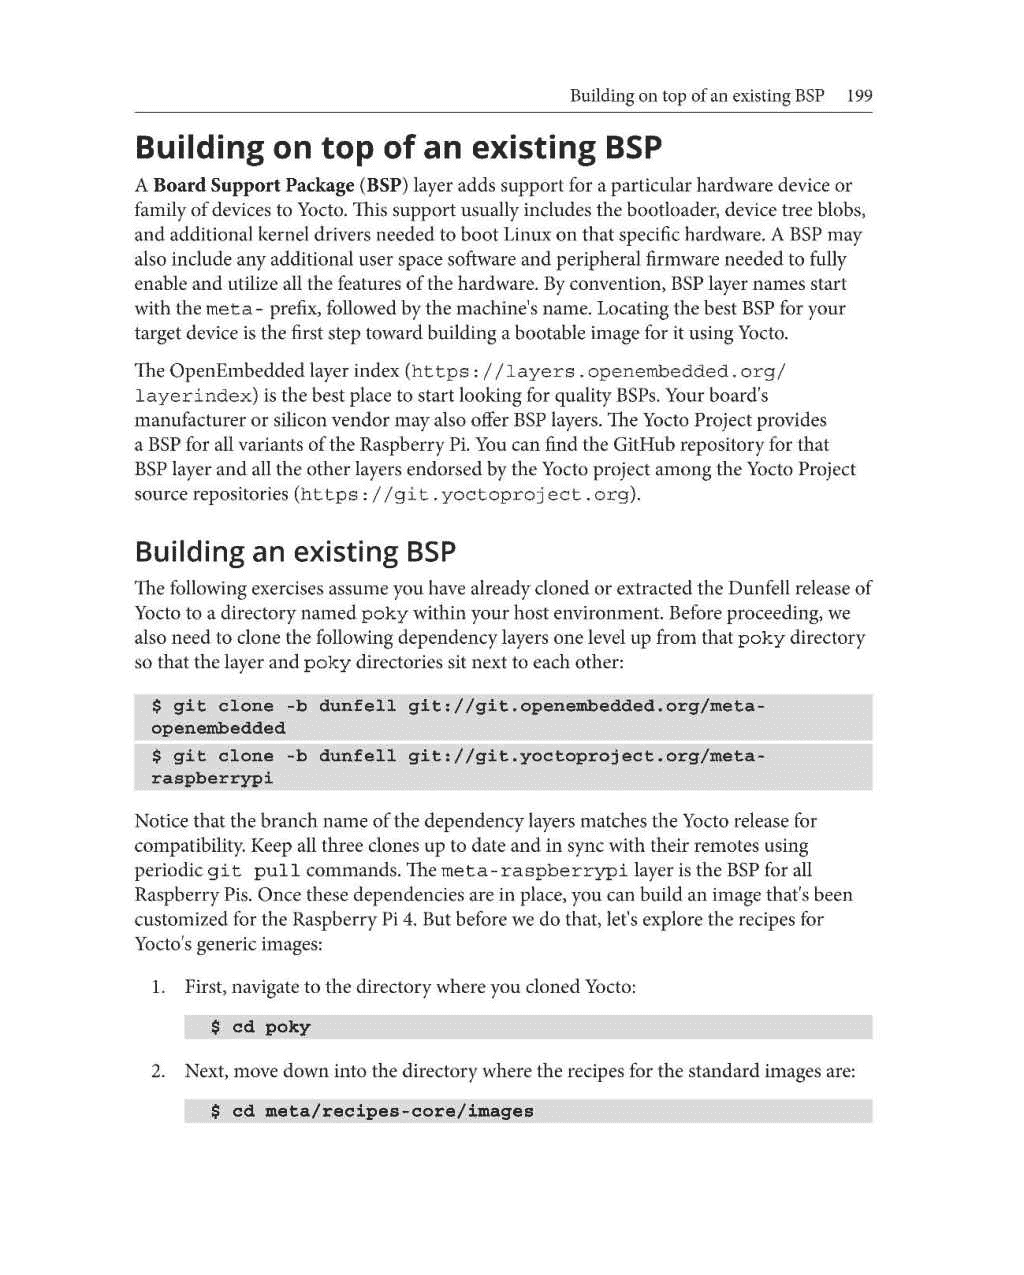 Building on top of an existing BSP 199
Building on top of an existing BSP
A Board Support Package (BSP) layer adds support for a particular hardware device or
family of devices to Yocto. This support usually includes the bootloader, device tree blobs,
and additional kernel drivers needed to boot Linux on that specific hardware. A BSP may
also include any additional user space software and peripheral firmware needed to fully
enable and utilize all the features of the hardware. By convention, BSP layer names start
with the meta- prefix, followed by the machine's name. Locating the best BSP for your
target device is the first step toward building a bootable image for it using Yocto.
The OpenEmbedded layer index (https://layers.openembedded.org/
layerindex) is the best place to start looking for quality BSPs. Your board's
manufacturer or silicon vendor may also offer BSP layers. The Yocto Project provides
a BSP for all variants of the Raspberry Pi. You can find the GitHub repository for that
BSP layer and all the other layers endorsed by the Yocto project among the Yocto Project
source repositories (https://git.yoctoproject.org).
Building an existing BSP
The following exercises assume you have already cloned or extracted the Dunfell release of
Yocto to a directory named poky within your host environment. Before proceeding, we
also need to clone the following dependency layers one level up from that poky directory
so that the layer and poky directories sit next to each other:
$ git clone -b dunfell git://git.openembedded.org/meta-
openembedded
$ git clone -b dunfell git://git.yoctoproject.org/meta-
raspberrypi
Notice that the branch name of the dependency layers matches the Yocto release for
compatibility. Keep all three clones up to date and in sync with their remotes using
periodic git pull commands. The meta-raspberrypi layer is the BSP for all
Raspberry Pis. Once these dependencies are in place, you can build an image that's been
customized for the Raspberry Pi 4. But before we do that, let's explore the recipes for
Yocto's generic images:
1. First, navigate to the directory where you cloned Yocto:
$ cd poky
2. Next, move down into the directory where the recipes for the standard images are:
$ cd meta/recipes-core/images